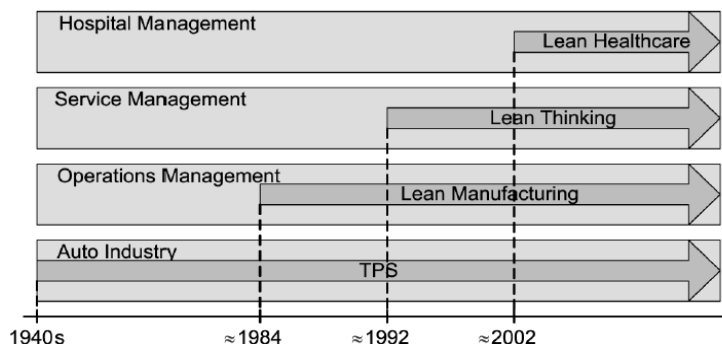 Hospital Management
Lean Healthcare
Service Management
Lean Thinking
Operations Management
Lean Manufacturing
Auto Industry
TPS
1940s ≈1984 ≈1992 ≈2002